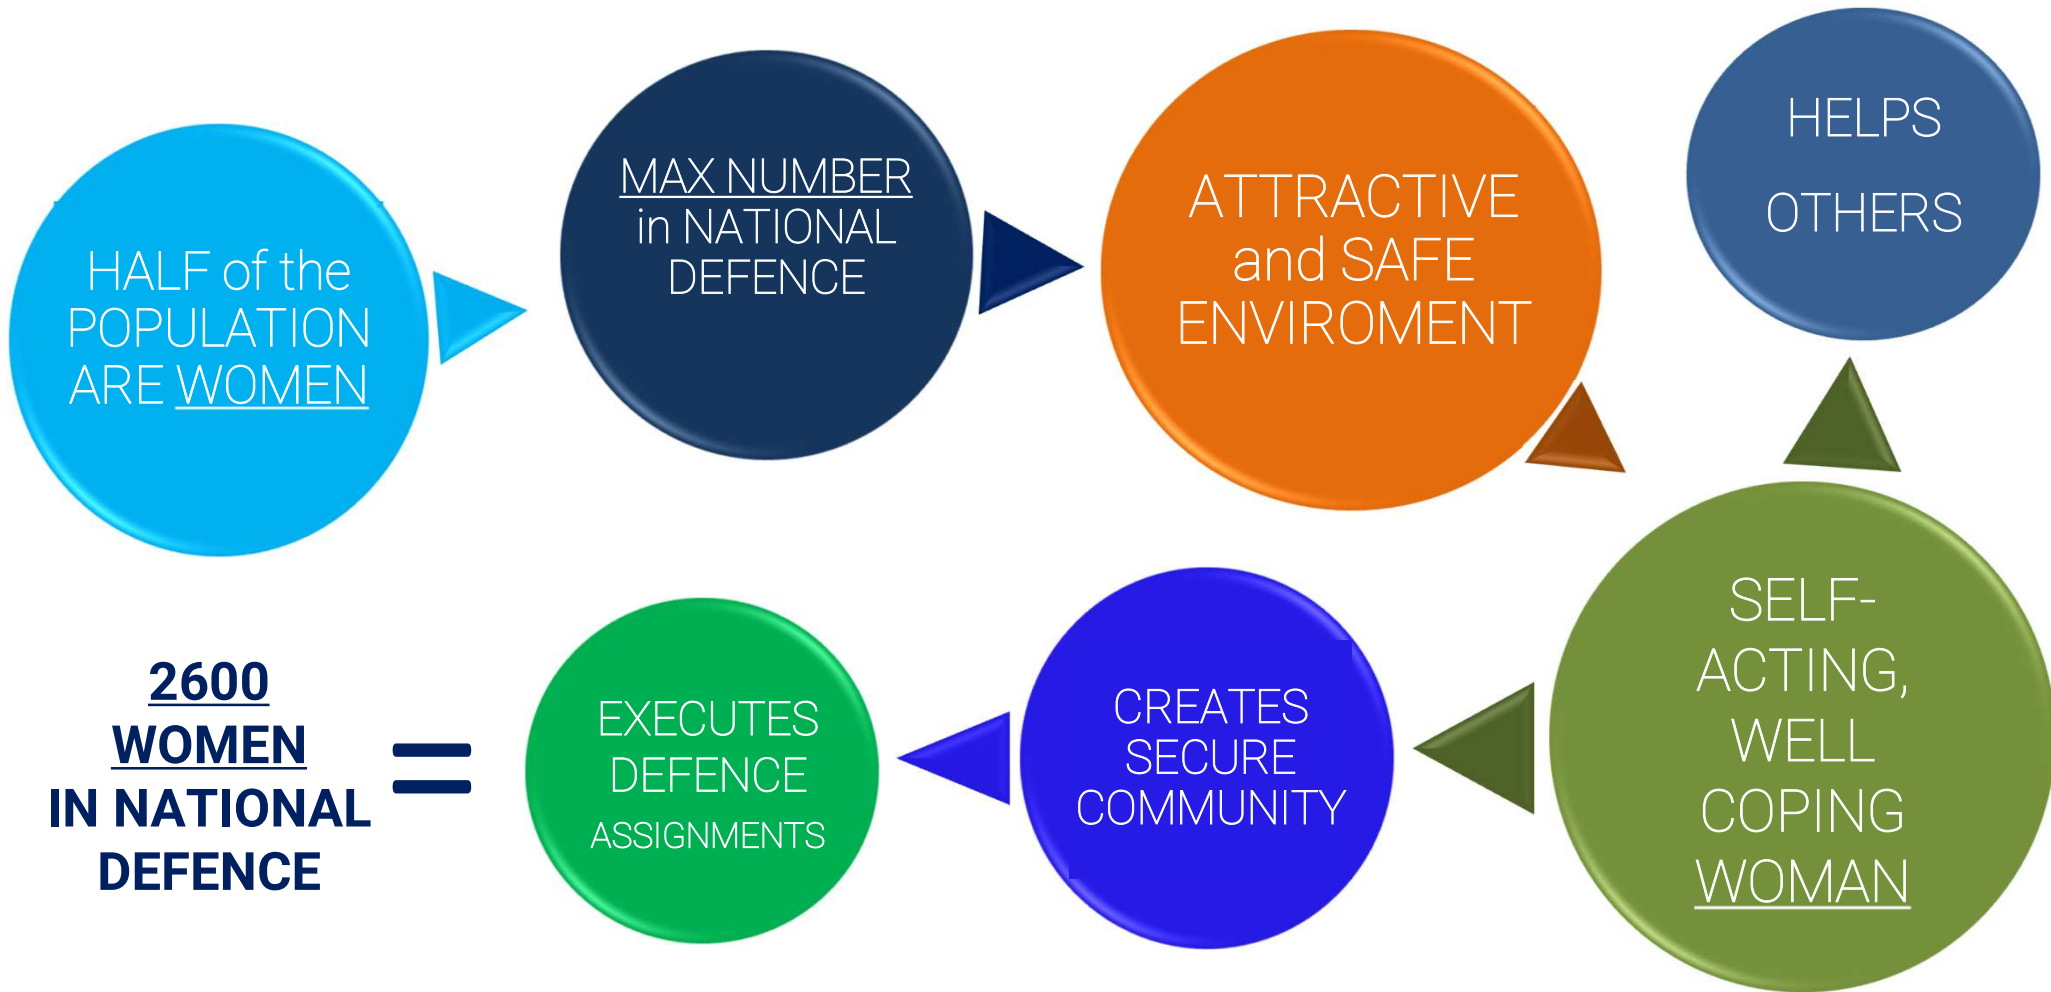 HALF of the
POPULATION
ARE WOMEN
MAX NUMBER
in NATIONAL
DEFENCE
ATTRACTIVE
and SAFE
ENVIROMENT
HELPS
OTHERS
SELF-
ACTING,
WELL
COPING
WOMAN
CREATES
SECURE
COMMUNITY
EXECUTES
DEFENCE
ASSIGNMENTS
=
2600
WOMEN
IN NATIONAL
DEFENCE